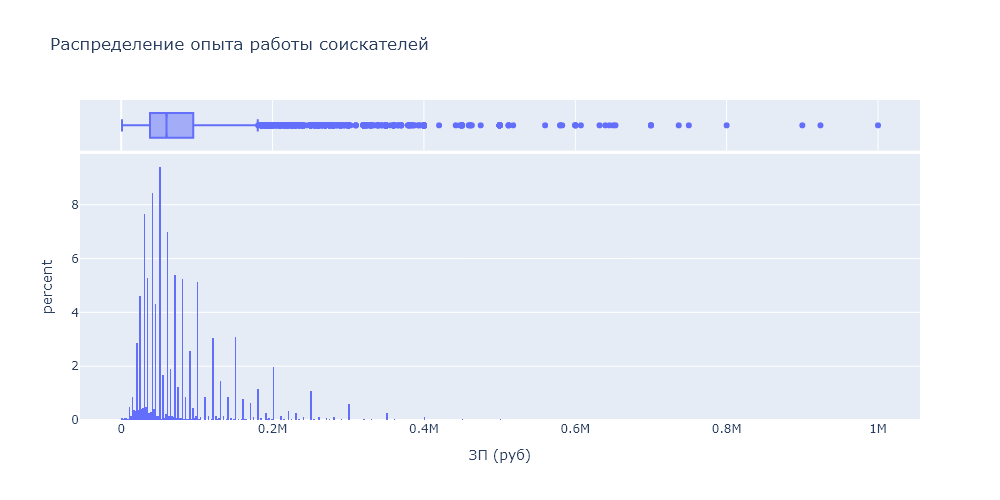 Распределение опыта работы соискателей
percent
8
6
4
2
0
0
0.2M
0.4M
0.6M
0.8M
1M
ЗП (руб)